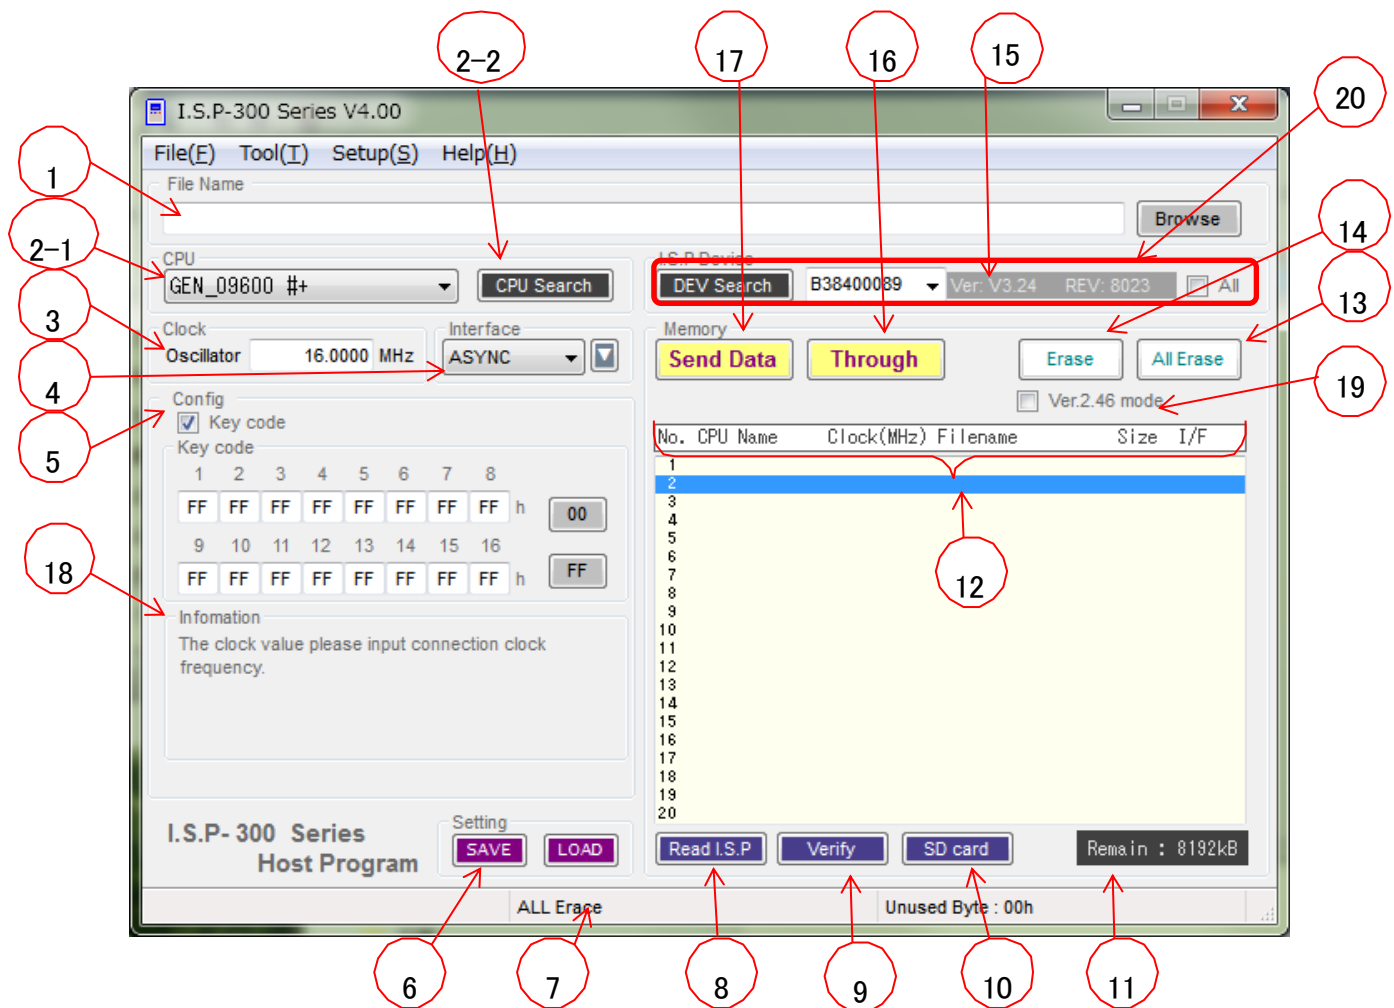 2-2
17
16
15
20
I.S.P-300 Series V4.00
File(F) Tool(T) Setup(S) Help(H)
1
File Name
Browse
14
2-1
CPU
GEN_09600 #+
CPU Search
I.S.P Device
DEV Search
B38400089
Ver: V3.24 REV: 8023
All
13
3
Clock
Oscillator 16.0000 MHz
Interface
ASYNC
Memory
Send Data
Through
Erase
All Erase
4
Ver.2.46 mode
19
5
Config
Key code
Key code
1 2 3 4 5 6 7 8
FF FF FF FF FF FF FF FF h
00
9 10 11 12 13 14 15 16
FF FF FF FF FF FF FF FF h
FF
No. CPU Name Clock(MHz) Filename Size I/F
1
2
3
4
5
6
7
8
9
10
11
12
13
14
15
16
17
18
19
20
12
18
Infomation
The clock value please input connection clock
frequency.
I.S.P- 300 Series
Host Program
Setting
SAVE
LOAD
Read I.S.P
Verify
SD card
Remain : 8192kB
ALL Erace
Unused Byte : 00h
6
7
8
9
10
11